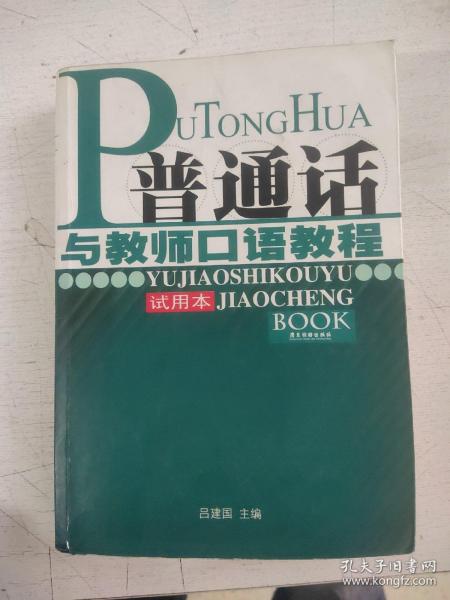 PUTONGHUA
普通话
与教师口语教程
YUJIAOSHIKOUYU
试用本 JIAOCHENG
BOOK
吕建国 主编
孔夫子旧书网
www.kongfz.com